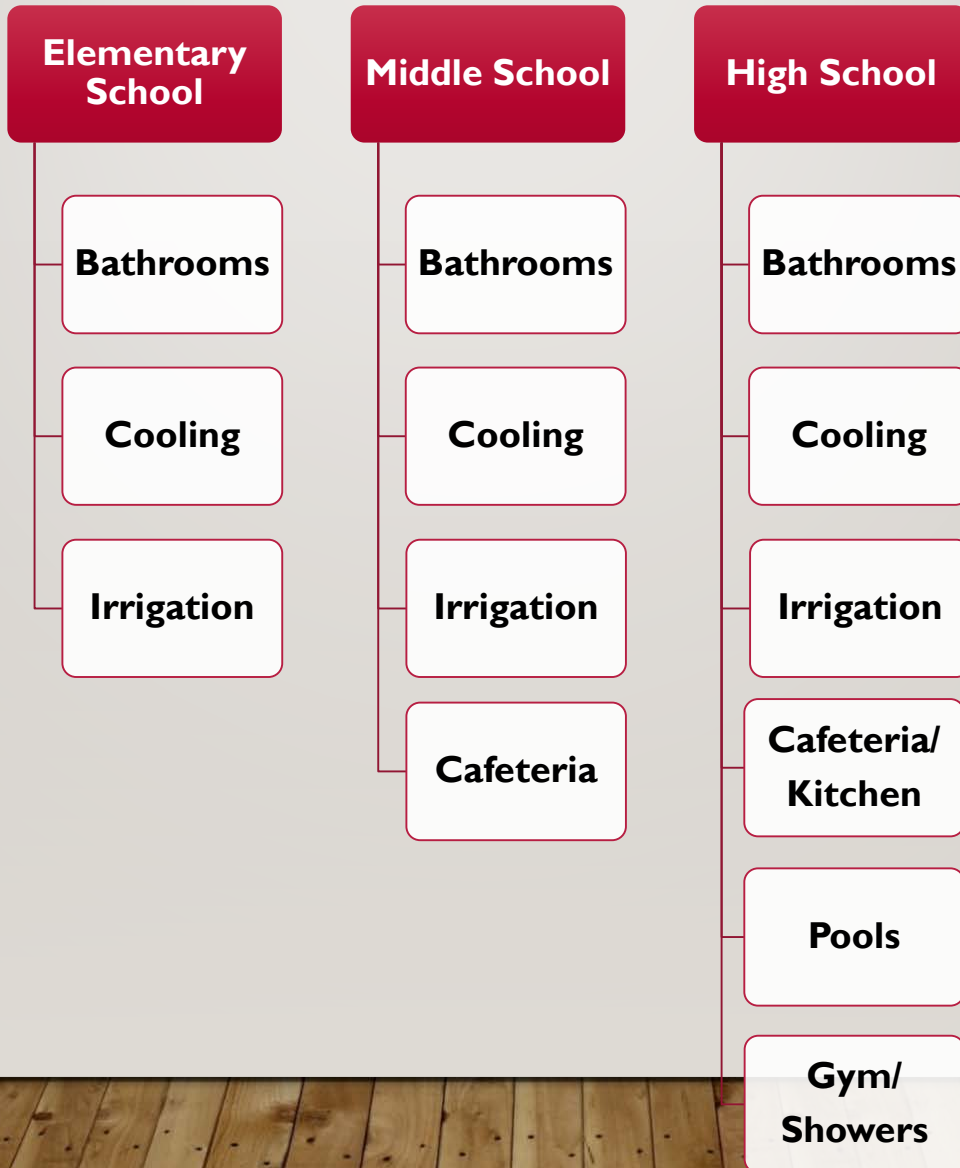 Elementary
School
Bathrooms
Cooling
Irrigation
Middle School
Bathrooms
Cooling
Irrigation
Cafeteria
High School
Bathrooms
Cooling
Irrigation
Cafeteria/
Kitchen
Pools
Gym/
Showers